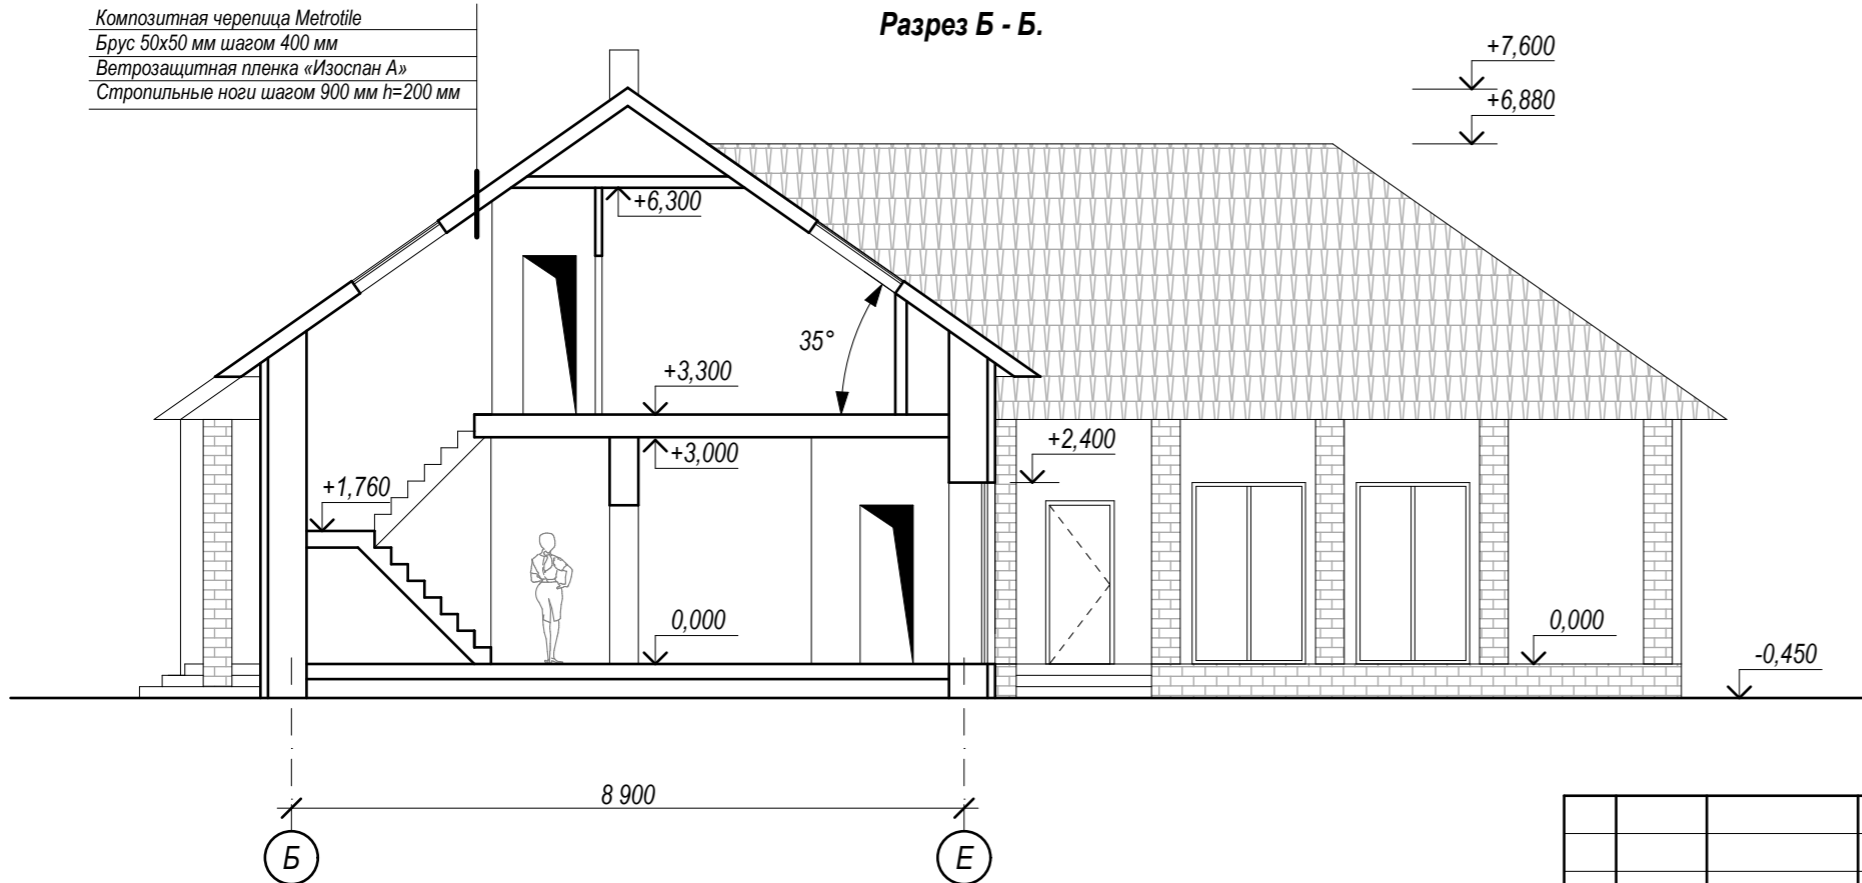 Разрез Б - Б.
Композитная черепица Metrotile
Брус 50х50 мм шагом 400 мм
Ветрозащитная пленка «Изоспан А»
Стропильные ноги шагом 900 мм h=200 мм
+7,600
+6,880
+6,300
35°
+3,300
+3,000
+2,400
+1,760
0,000
0,000
-0,450
8 900
Б
Е